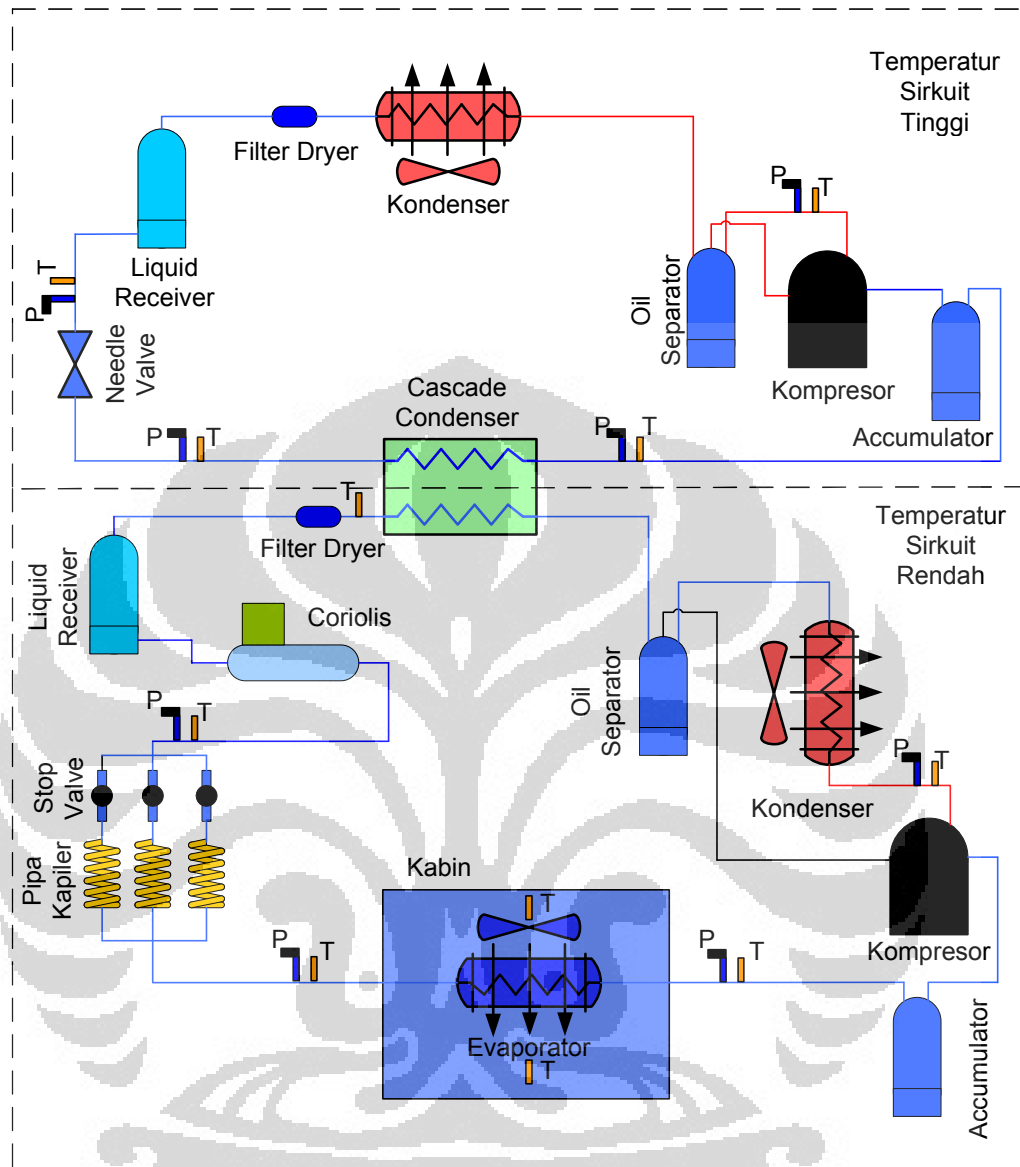 Temperatur
Sirkuit
Tinggi
Filter Dryer
Kondenser
P
T
Liquid
Receiver
T
P
Needle
Valve
Oil
Separator
Kompresor
Accumulator
Cascade
Condenser
P
T
P
T
T
Filter Dryer
Temperatur
Sirkuit
Rendah
Liquid
Receiver
Coriolis
Oil
Separator
P
T
Stop
Valve
Kondenser
P
T
Pipa
Kapiler
Kabin
T
Kompresor
P
T
P
T
Evaporator
T
Accumulator